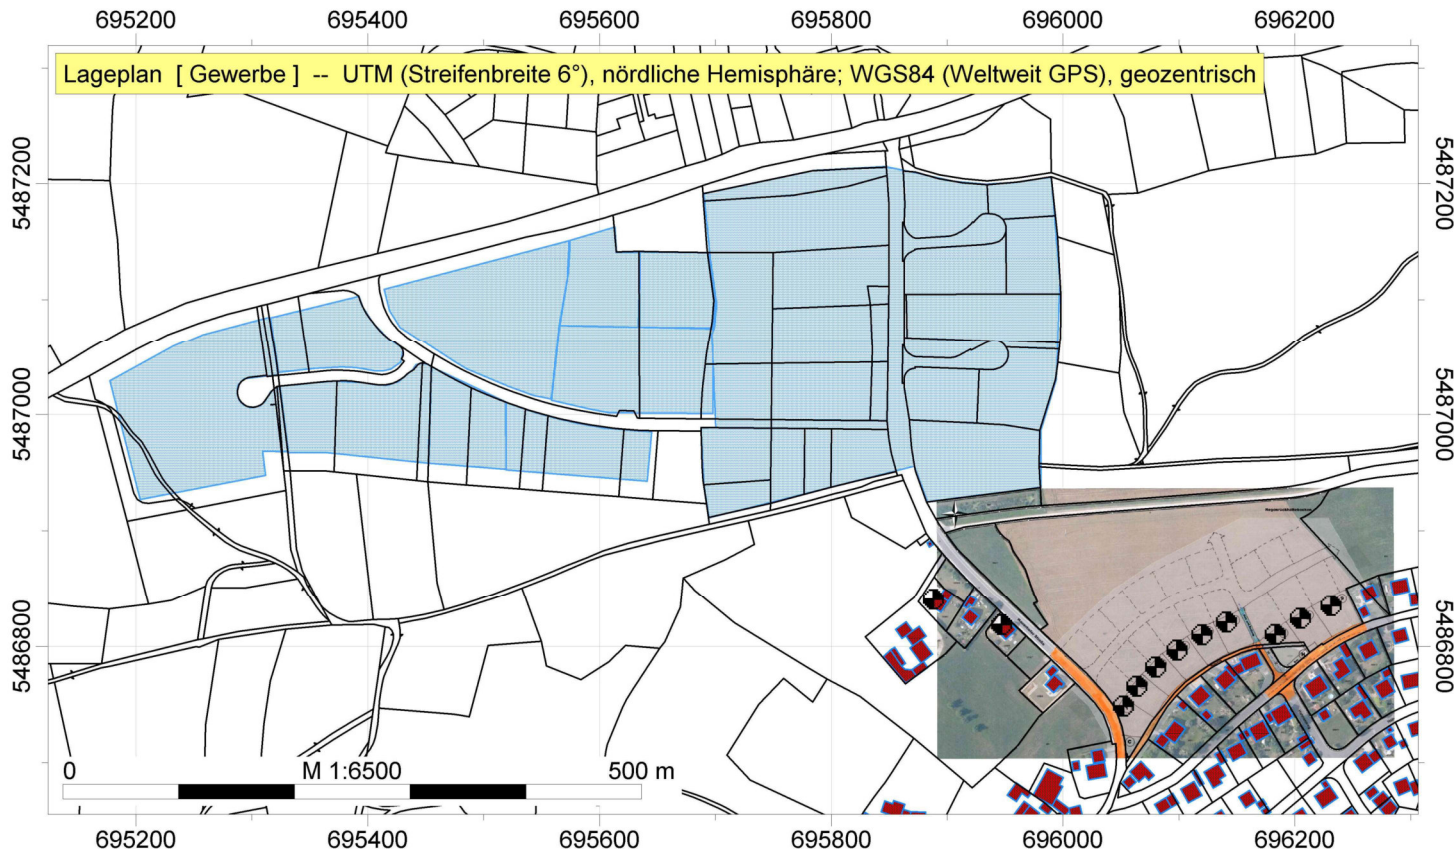 695200 695400 695600 695800 696000 696200
Lageplan [ Gewerbe ] -- UTM (Streifenbreite 6°), nördliche Hemisphäre; WGS84 (Weltweit GPS), geozentrisch
5487200 5487200
5487000 5487000
5486800 5486800
0 M 1:6500 500 m
695200 695400 695600 695800 696000 696200